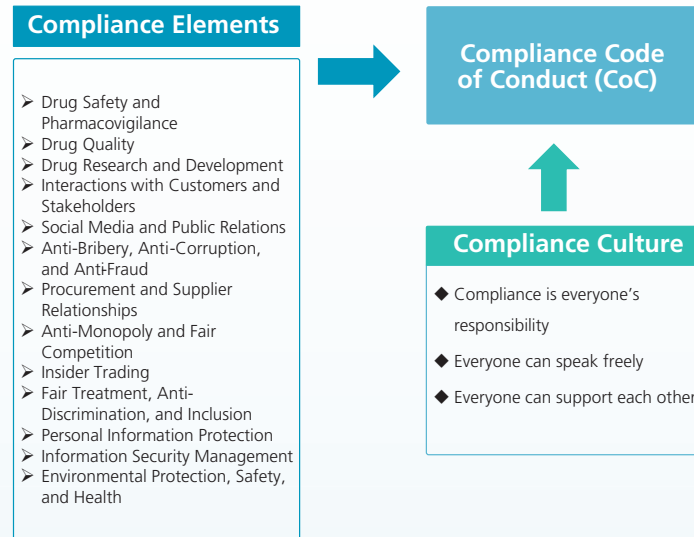 Compliance Elements
➢ Drug Safety and
Pharmacovigilance
➢ Drug Quality
➢ Drug Research and Development
➢ Interactions with Customers and
Stakeholders
➢ Social Media and Public Relations
➢ Anti-Bribery, Anti-Corruption,
and Anti-Fraud
➢ Procurement and Supplier
Relationships
➢ Anti-Monopoly and Fair
Competition
➢ Insider Trading
➢ Fair Treatment, Anti-
Discrimination, and Inclusion
➢ Personal Information Protection
➢ Information Security Management
➢ Environmental Protection, Safety,
and Health
Compliance Code
of Conduct (CoC)
Compliance Culture
◆ Compliance is everyone's
responsibility
◆ Everyone can speak freely
◆ Everyone can support each other